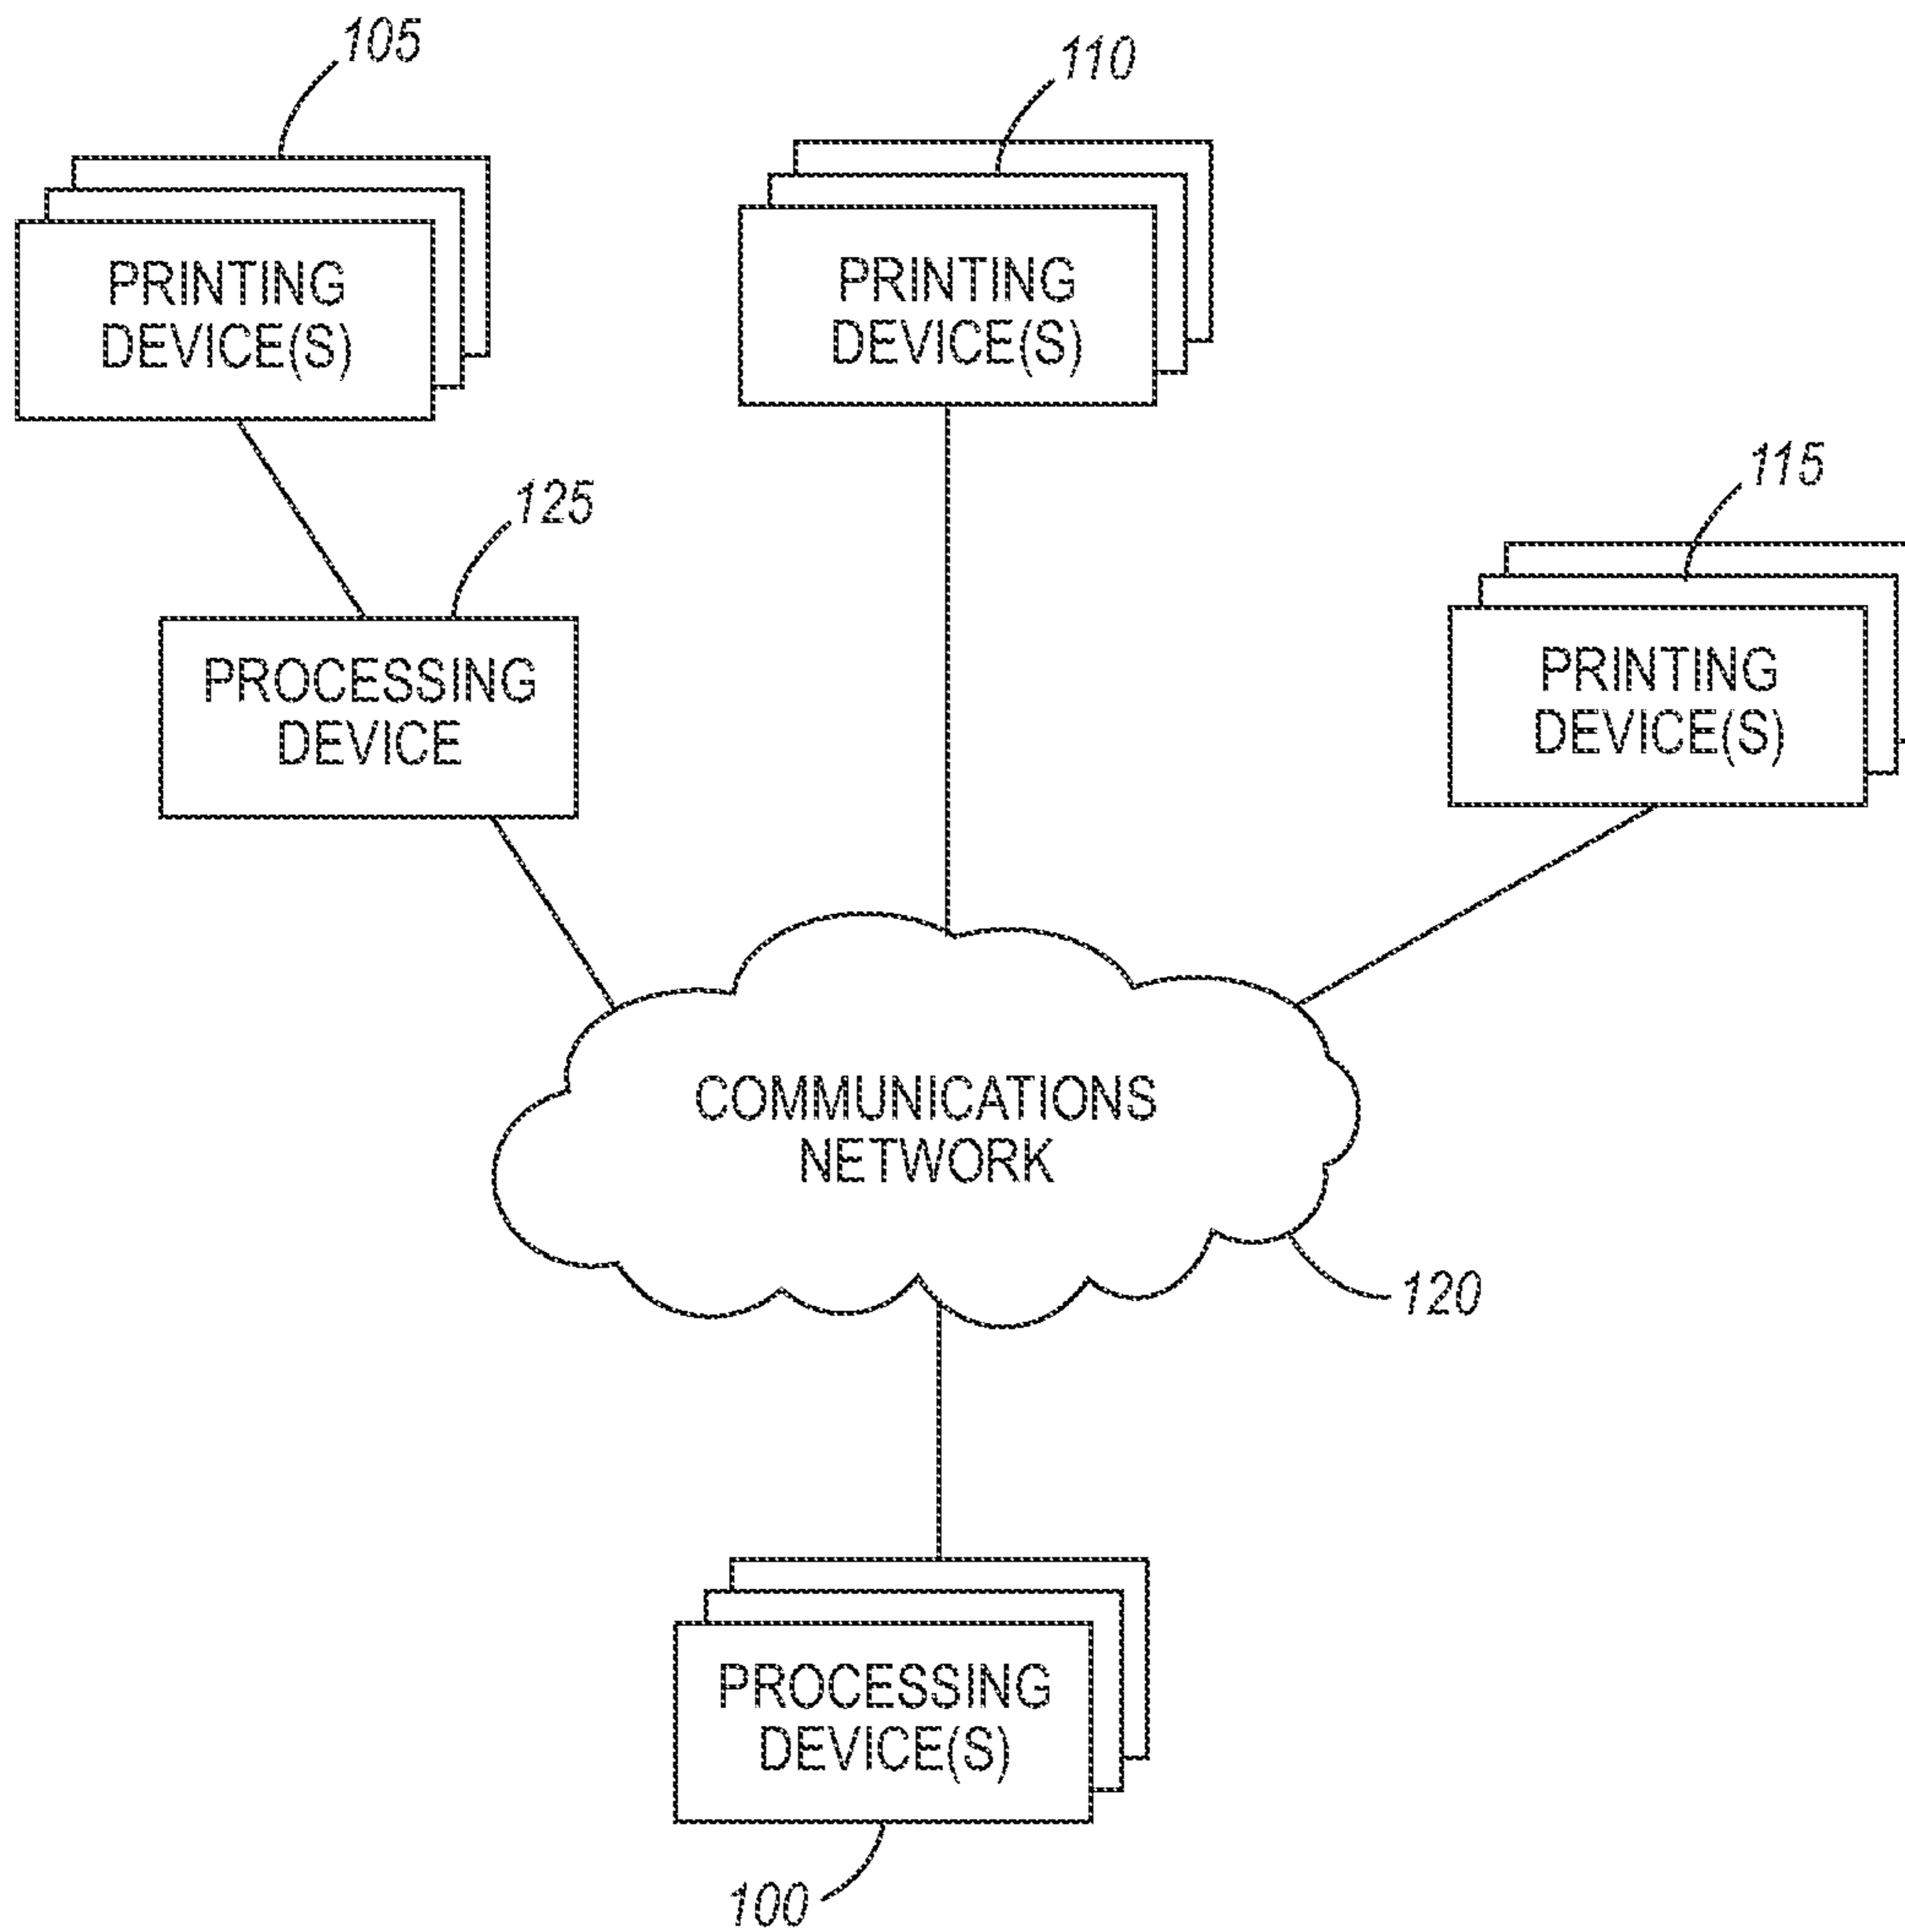 105
110
PRINTING
DEVICE(S)
PRINTING
DEVICE(S)
125
115
PROCESSING
DEVICE
PRINTING
DEVICE(S)
COMMUNICATIONS
NETWORK
120
PROCESSING
DEVICE(S)
100